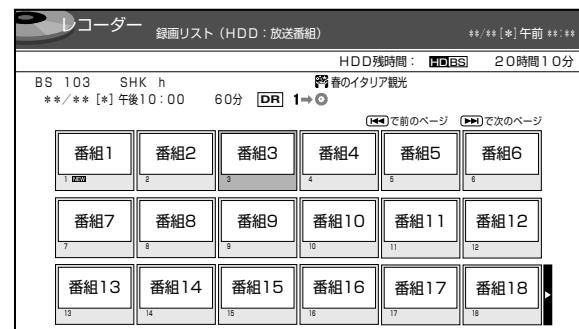 レコーダー 録画リスト（HDD：放送番組） **/**[*]午前 **:**
HDD残時間： HD BS 20時間10分
BS 103 SHK h 春のイタリア観光
**/** [*] 午後10：00 60分 DR 1➡
で前のページ で次のページ
番組1 番組2 番組3 番組4 番組5 番組6
1 NEW 2 3 4 5 6
番組7 番組8 番組9 番組10 番組11 番組12
7 8 9 10 11 12
番組13 番組14 番組15 番組16 番組17 番組18
13 14 15 16 17 18